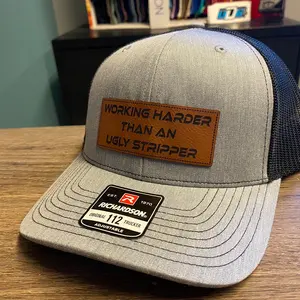 WORKING HARDER
THAN AN
UGLY STRIPPER
EST R 1970
RICHARDSON
ORIGINAL 112 TRUCKER
ADJUSTABLE